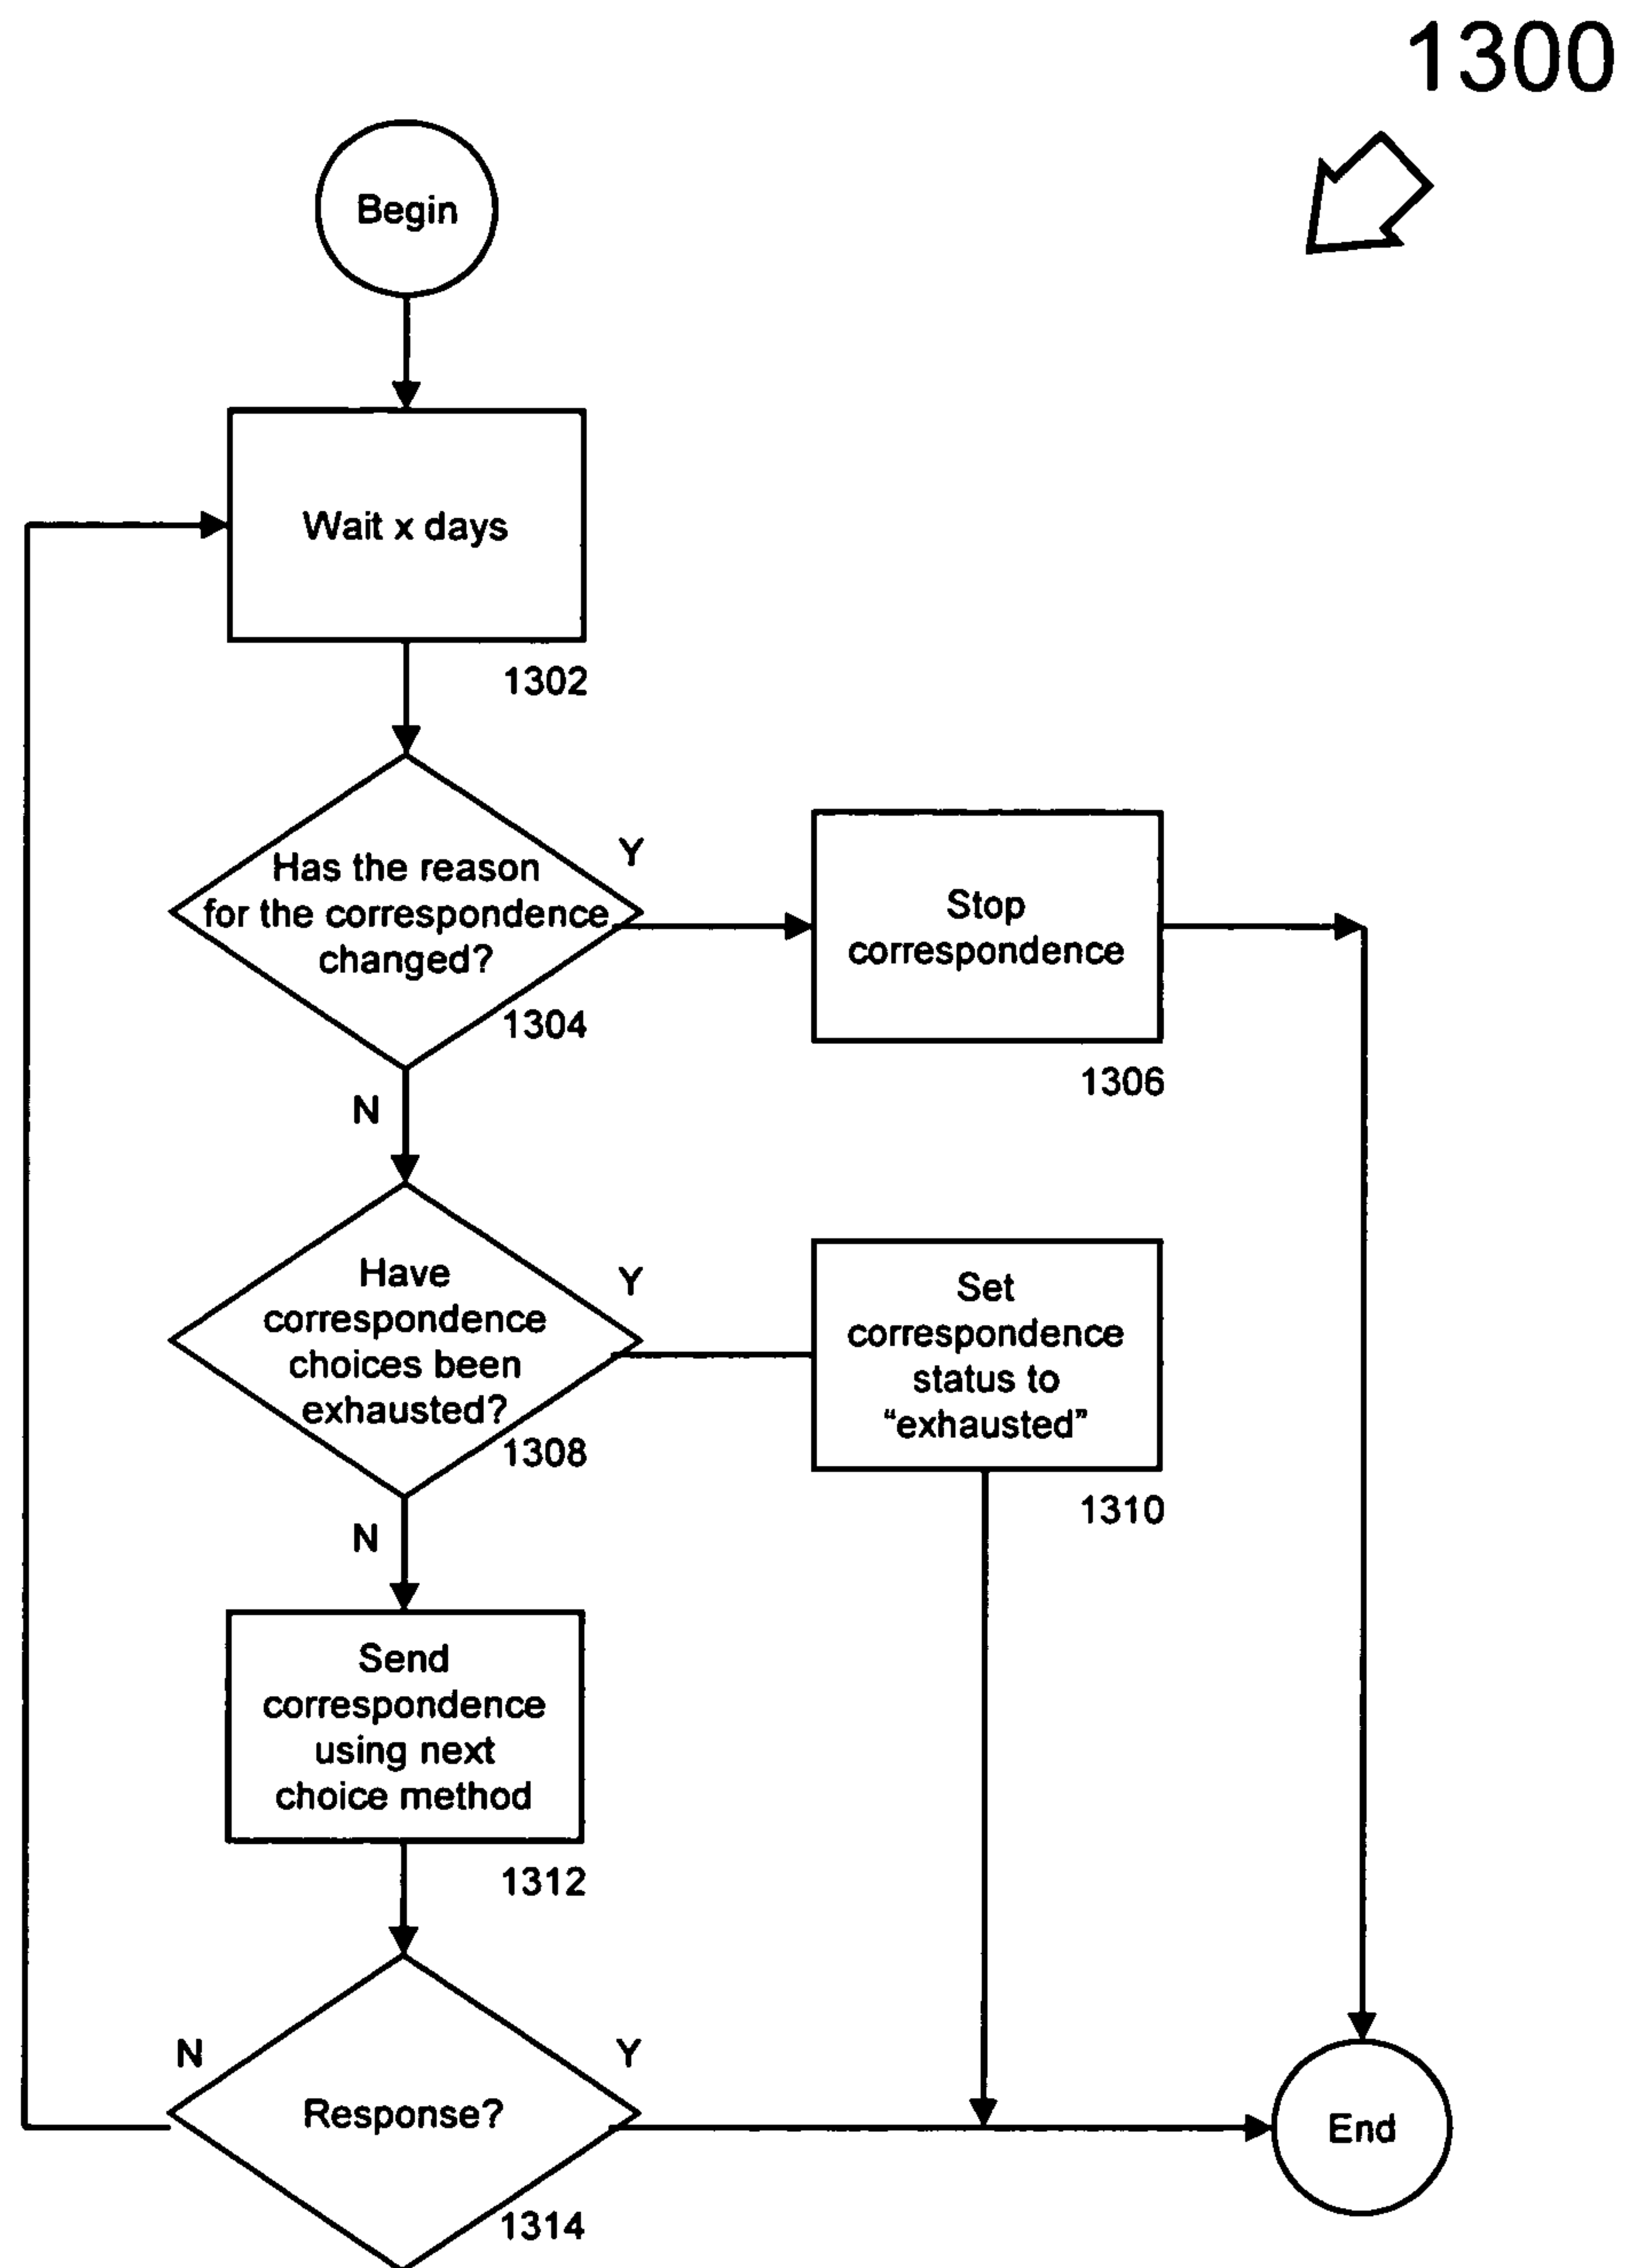 1300
Begin
Wait x days
1302
Has the reason
for the correspondence
changed?
Y
1304
N
Stop
correspondence
1306
Have
correspondence
choices been
exhausted?
Y
1308
N
Set
correspondence
status to
“exhausted”
1310
Send
correspondence
using next
choice method
1312
N
Response?
Y
1314
End